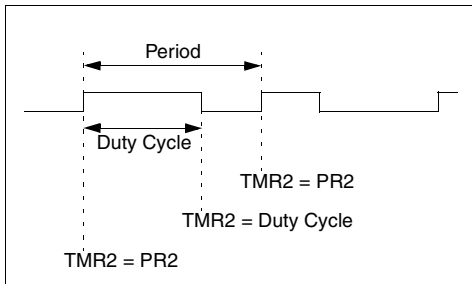 Period
Duty Cycle
TMR2 = PR2
TMR2 = Duty Cycle
TMR2 = PR2